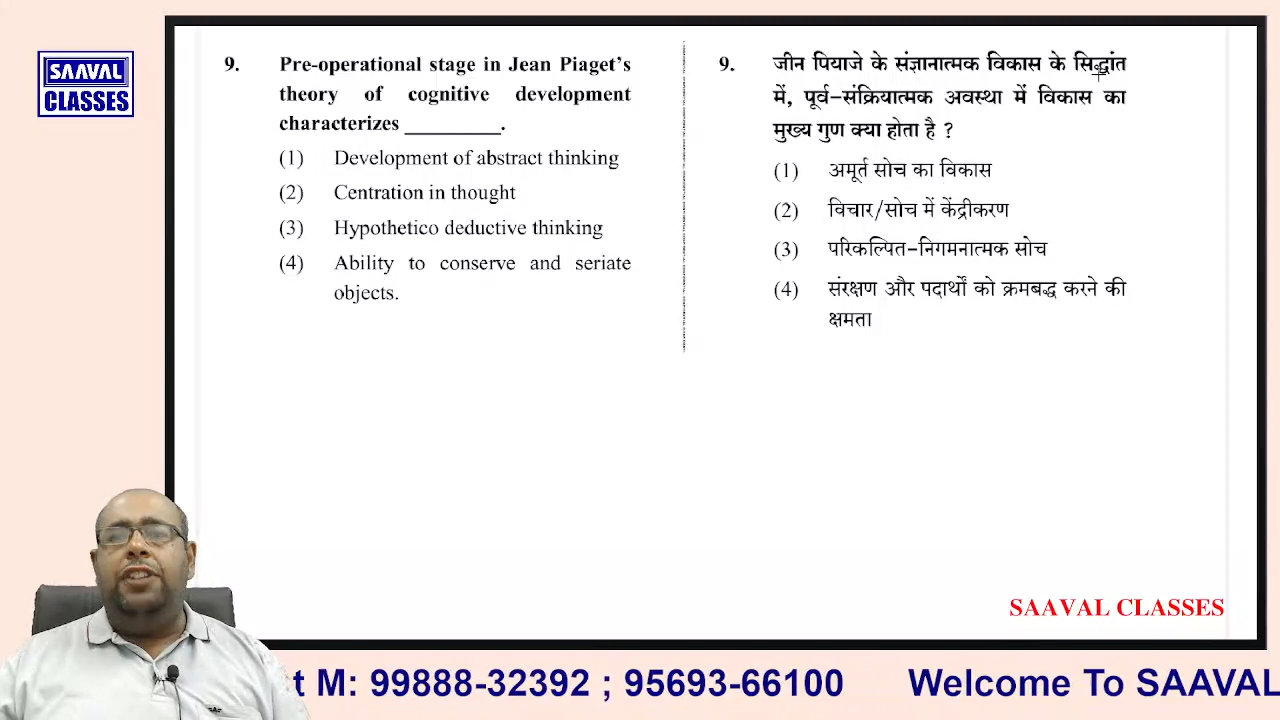 SAAVAL
CLASSES
9. Pre-operational stage in Jean Piaget's
theory of cognitive development
characterizes _________.
(1) Development of abstract thinking
(2) Centration in thought
(3) Hypothetico deductive thinking
(4) Ability to conserve and seriate
objects.
9. जीन पियाजे के संज्ञानात्मक विकास के सिद्धांत
में, पूर्व-संक्रियात्मक अवस्था में विकास का
मुख्य गुण क्या होता है ?
(1) अमूर्त सोच का विकास
(2) विचार/सोच में केंद्रीकरण
(3) परिकल्पित-निगमनात्मक सोच
(4) संरक्षण और पदार्थों को क्रमबद्ध करने की
क्षमता
SAAVAL CLASSES
t M: 99888-32392 ; 95693-66100 Welcome To SAAVAL